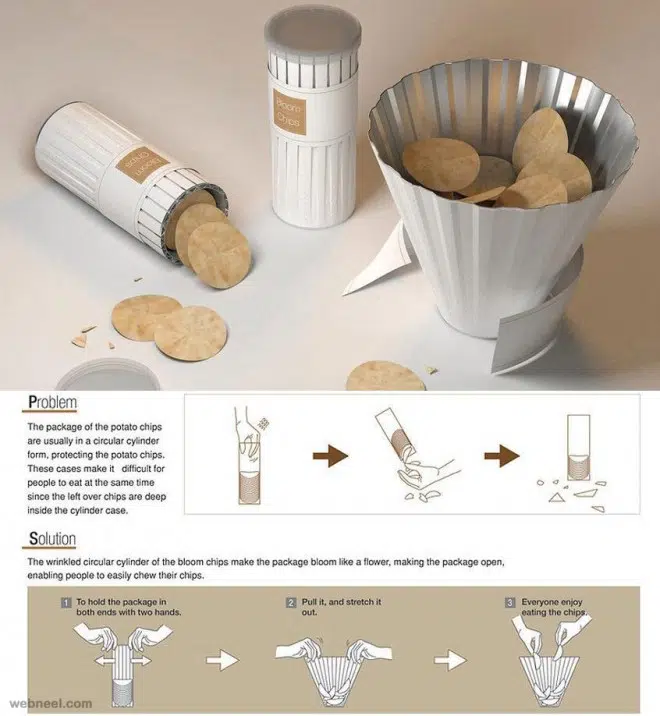 Bloom
Chips
Bloom
Chips
Problem
The package of the potato chips
are usually in a circular cylinder
form, protecting the potato chips.
These cases make it difficult for
people to eat at the same time
since the left over chips are deep
inside the cylinder case.
Solution
The wrinkled circular cylinder of the bloom chips make the package bloom like a flower, making the package open,
enabling people to easily chew their chips.
1 To hold the package in
both ends with two hands.
2 Pull it, and stretch it
out.
3 Everyone enjoy
eating the chips.
webneel.com